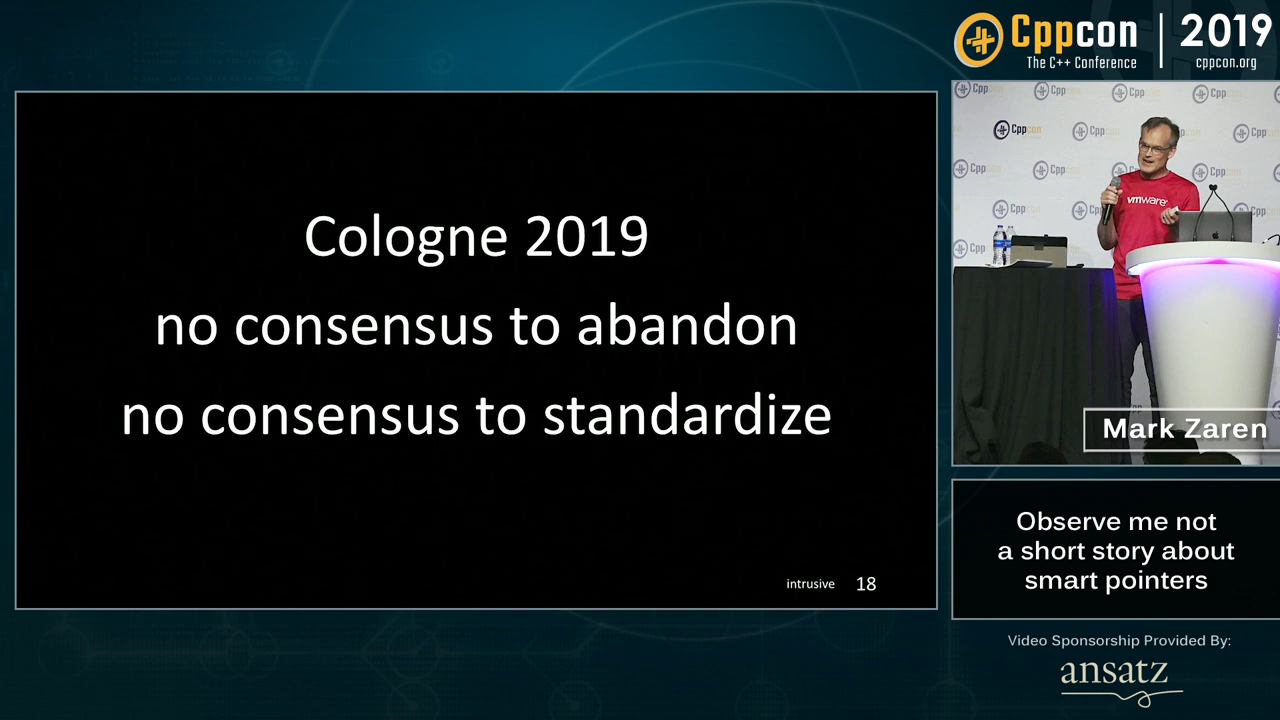 Cppcon | 2019
The C++ Conference cppcon.org
Cologne 2019
no consensus to abandon
no consensus to standardize
intrusive 18
vmware
Mark Zaren
Observe me not
a short story about
smart pointers
Video Sponsorship Provided By:
ansatz